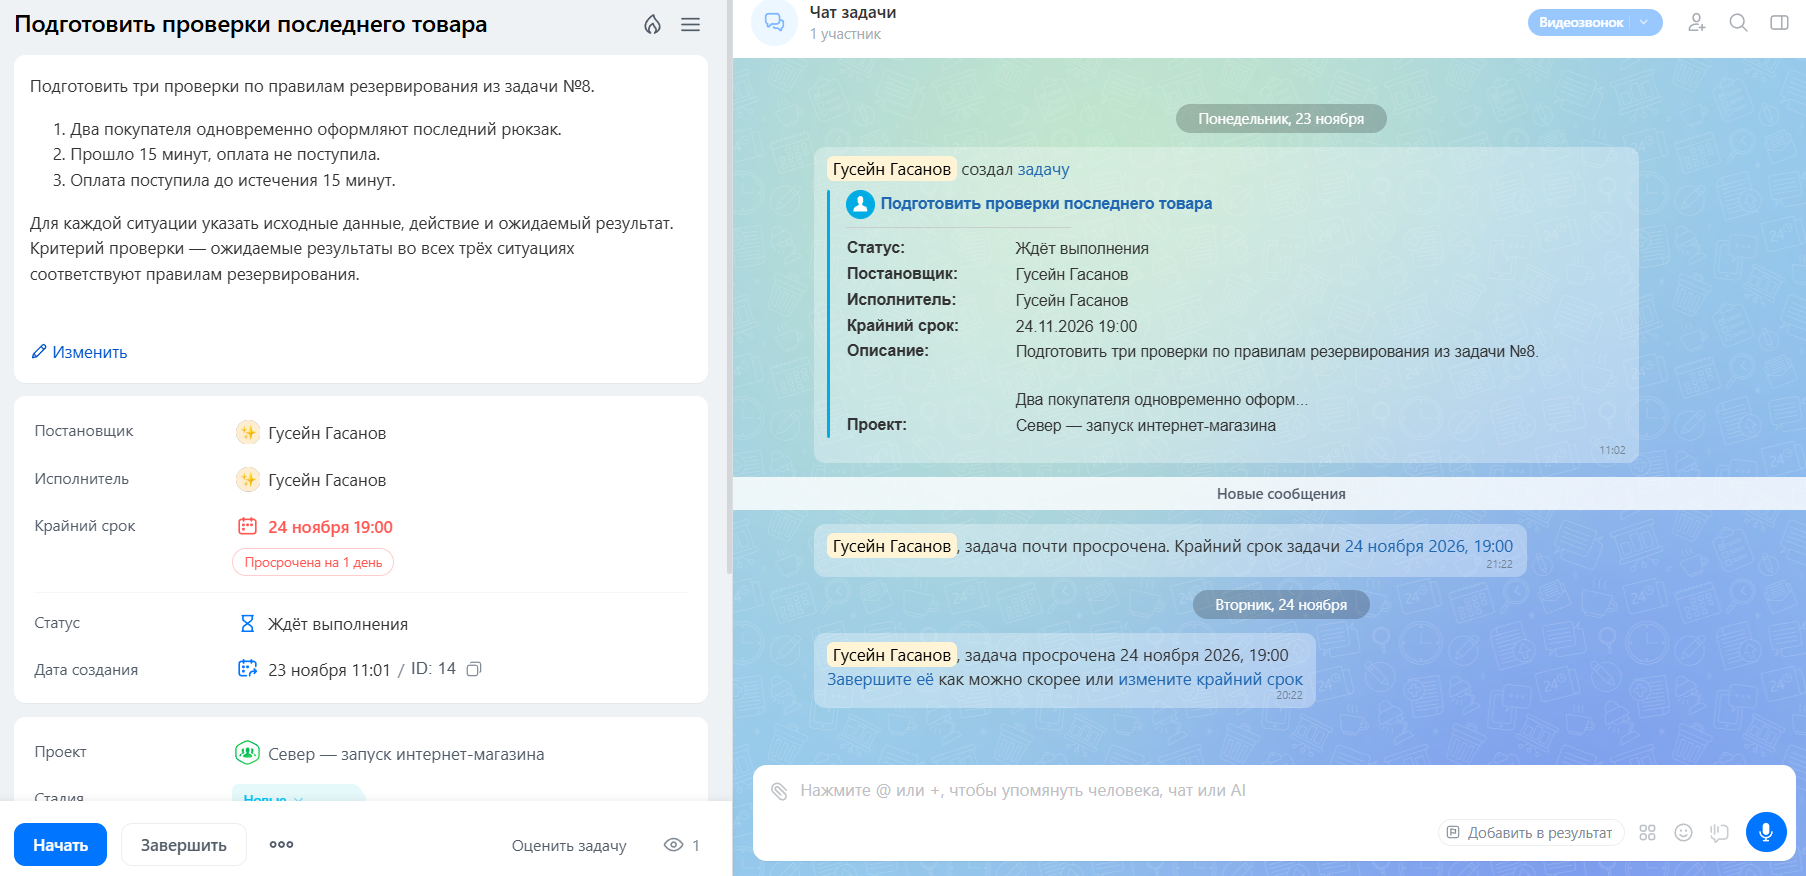 Подготовить проверки последнего товара
Подготовить три проверки по правилам резервирования из задачи №8.
1. Два покупателя одновременно оформляют последний рюкзак.
2. Прошло 15 минут, оплата не поступила.
3. Оплата поступила до истечения 15 минут.
Для каждой ситуации указать исходные данные, действие и ожидаемый результат.
Критерий проверки — ожидаемые результаты во всех трёх ситуациях
соответствуют правилам резервирования.
Изменить
Постановщик
Гусейн Гасанов
Исполнитель
Гусейн Гасанов
Крайний срок
24 ноября 19:00
Просрочена на 1 день
Статус
Ждёт выполнения
Дата создания
23 ноября 11:01 / ID: 14
Проект
Север — запуск интернет-магазина
Стадия
Новые
Начать
Завершить
Оценить задачу
1
Чат задачи
1 участник
Видеозвонок
Понедельник, 23 ноября
Гусейн Гасанов создал задачу
Подготовить проверки последнего товара
Статус: Ждёт выполнения
Постановщик: Гусейн Гасанов
Исполнитель: Гусейн Гасанов
Крайний срок: 24.11.2026 19:00
Описание: Подготовить три проверки по правилам резервирования из задачи №8.
Два покупателя одновременно оформ...
Проект: Север — запуск интернет-магазина
11:02
Новые сообщения
Гусейн Гасанов, задача почти просрочена. Крайний срок задачи 24 ноября 2026, 19:00
21:22
Вторник, 24 ноября
Гусейн Гасанов, задача просрочена 24 ноября 2026, 19:00
Завершите её как можно скорее или измените крайний срок
20:22
Нажмите @ или +, чтобы упомянуть человека, чат или AI
Добавить в результат